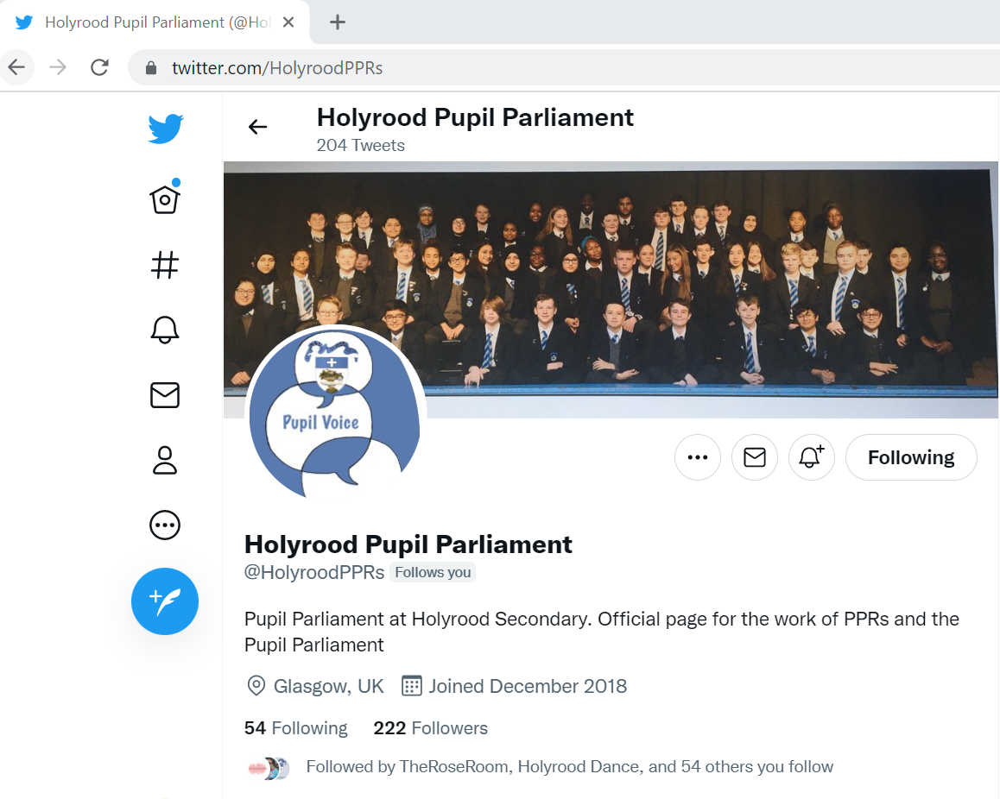 Holyrood Pupil Parliament (@Hol
twitter.com/HolyroodPPRs
Holyrood Pupil Parliament
204 Tweets
Pupil Voice
Following
Holyrood Pupil Parliament
@HolyroodPPRs Follows you
Pupil Parliament at Holyrood Secondary. Official page for the work of PPRs and the
Pupil Parliament
Glasgow, UK Joined December 2018
54 Following 222 Followers
Followed by TheRoseRoom, Holyrood Dance, and 54 others you follow